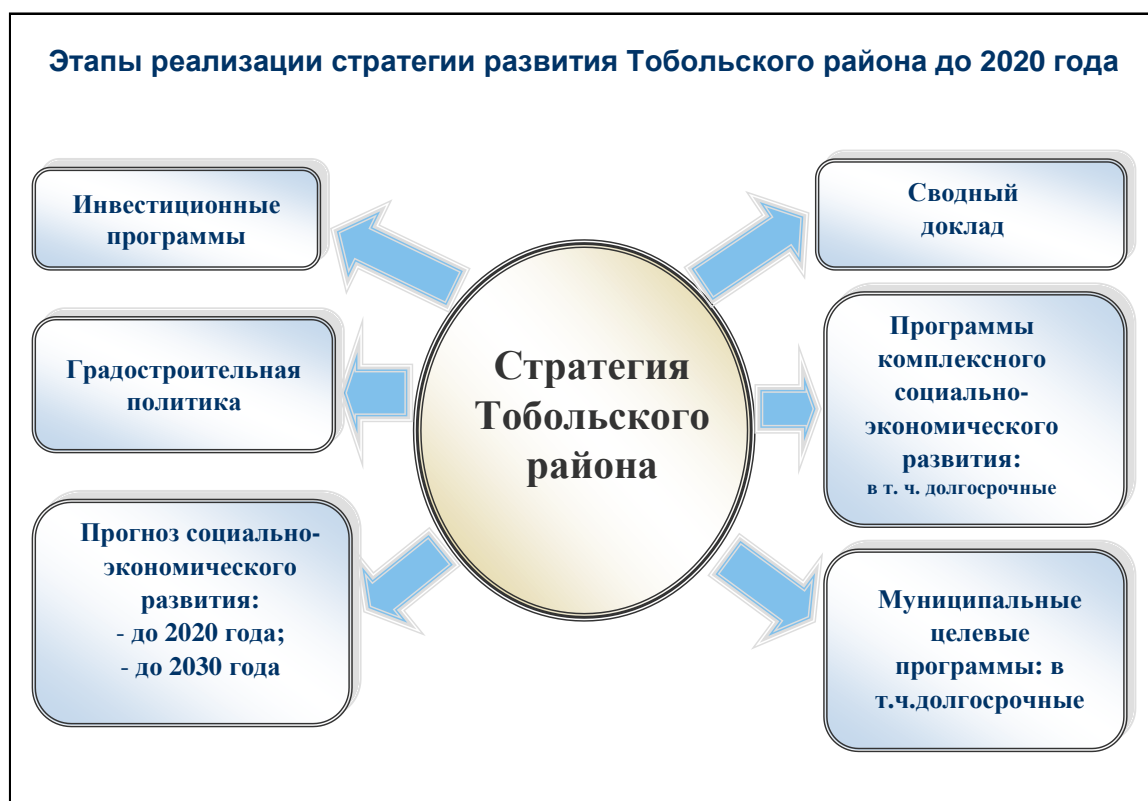 Этапы реализации стратегии развития Тобольского района до 2020 года
Инвестиционные
программы
Градостроительная
политика
Прогноз социально-
экономического
развития:
- до 2020 года;
- до 2030 года
Стратегия
Тобольского
района
Сводный
доклад
Программы
комплексного
социально-
экономического
развития:
в т. ч. долгосрочные
Муниципальные
целевые
программы: в
т.ч.долгосрочные